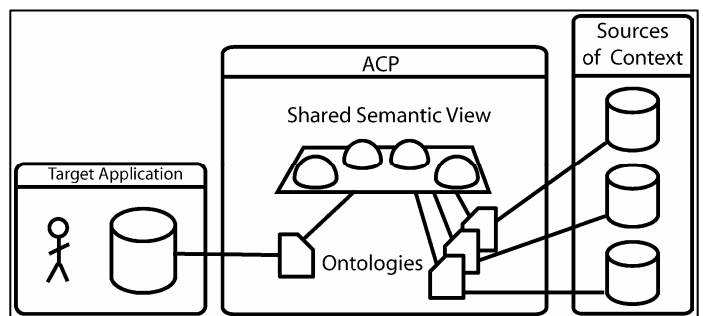 Sources
of Context
ACP
Shared Semantic View
Target Application
Ontologies